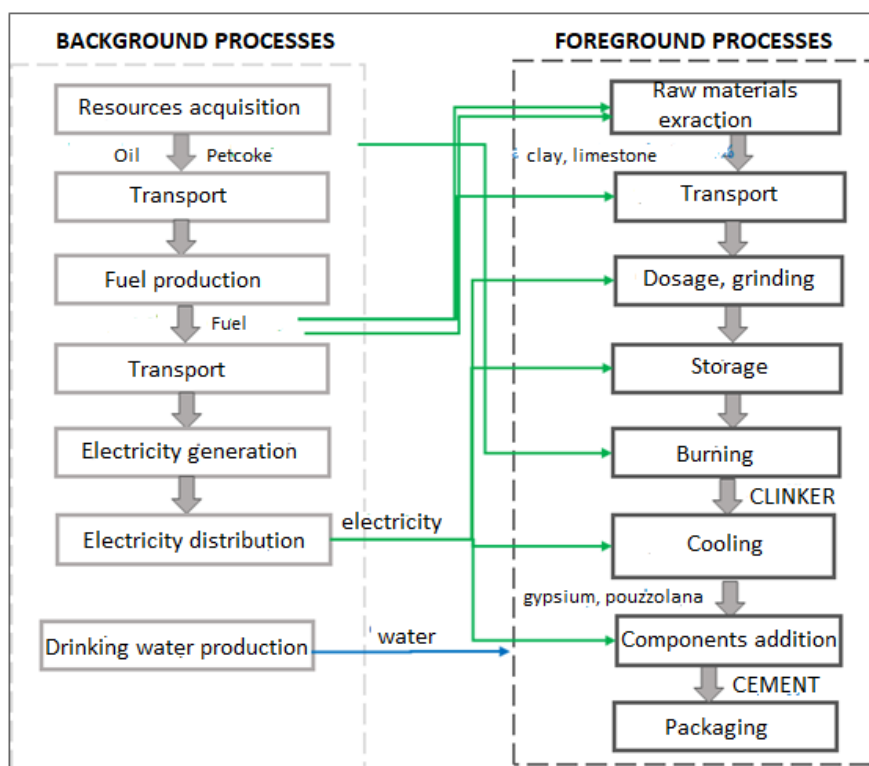 BACKGROUND PROCESSES
Resources acquisition
Oil
Petcoke
Transport
Fuel production
Fuel
Transport
Electricity generation
Electricity distribution
electricity
Drinking water production
water
FOREGROUND PROCESSES
Raw materials
exraction
clay, limestone
Transport
Dosage, grinding
Storage
Burning
CLINKER
Cooling
gypsium, pouzzolana
Components addition
CEMENT
Packaging